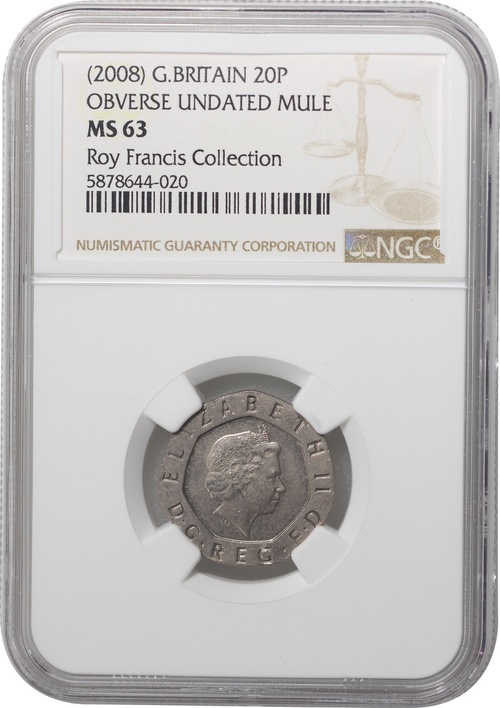 (2008) G.BRITAIN 20P
OBVERSE UNDATED MULE
MS 63
Roy Francis Collection
5878644-020
NUMISMATIC GUARANTY CORPORATION
NGC®
ELIZABETH II
D·G·REG·F·D